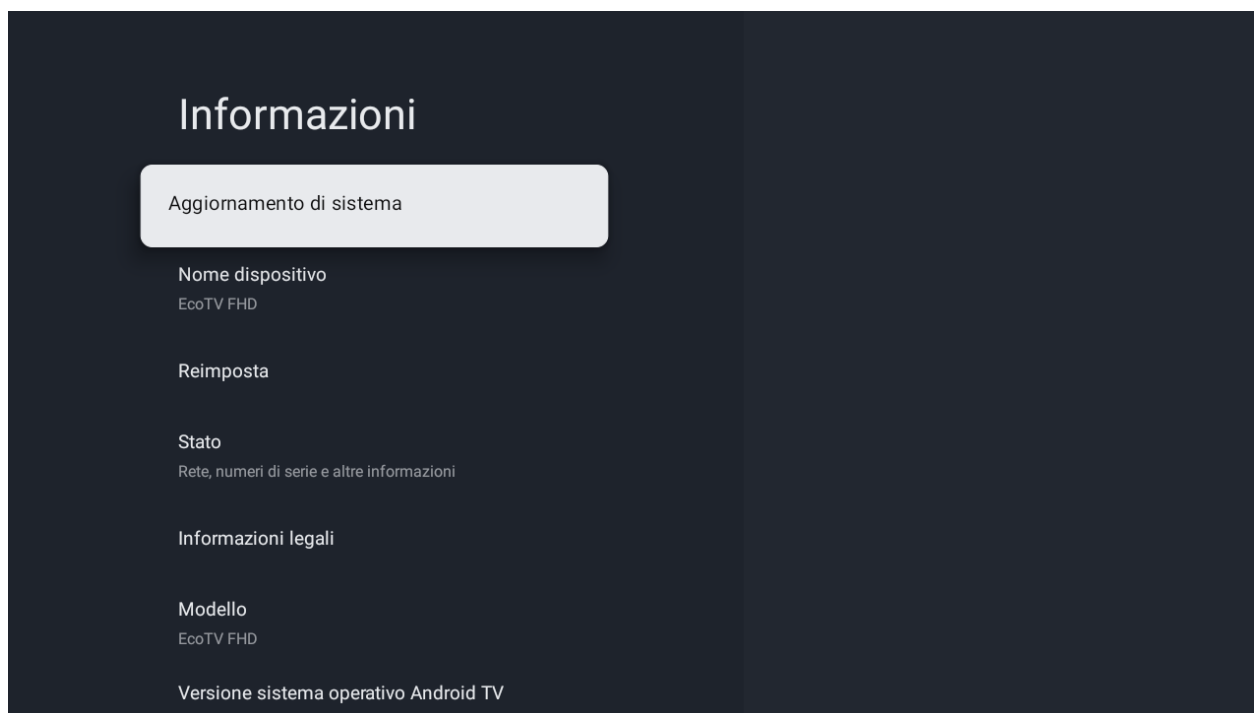 Informazioni
Aggiornamento di sistema
Nome dispositivo
EcoTV FHD
Reimposta
Stato
Rete, numeri di serie e altre informazioni
Informazioni legali
Modello
EcoTV FHD
Versione sistema operativo Android TV